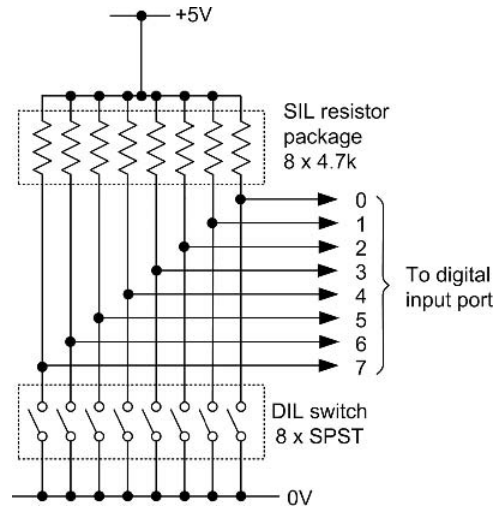 +5V
SIL resistor
package
8 x 4.7k
0
1
2
3
4
5
6
7
To digital
input port
DIL switch
8 x SPST
0V